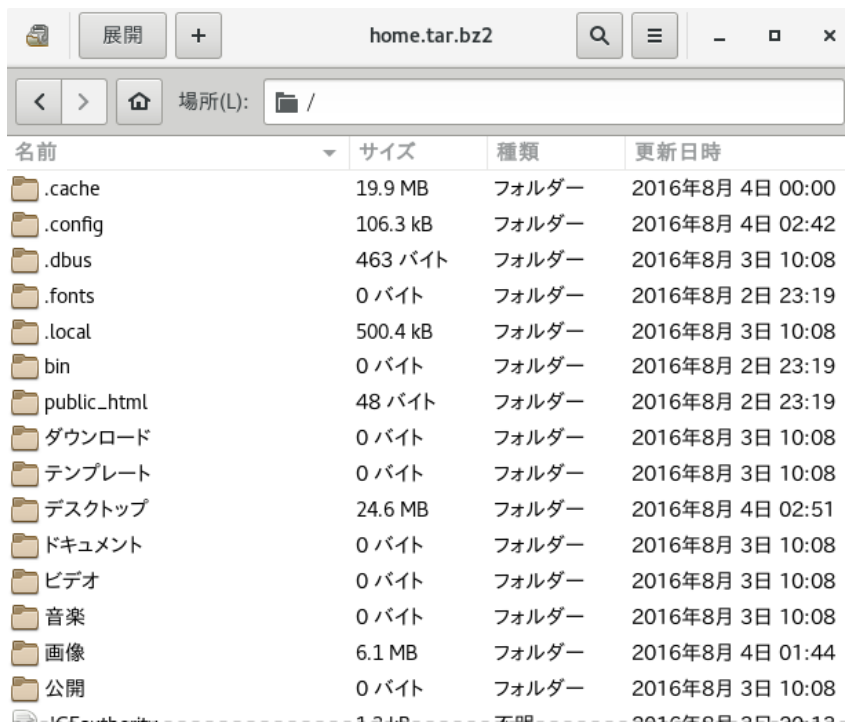 展開 + home.tar.bz2
場所(L): /
名前 サイズ 種類 更新日時
.cache 19.9 MB フォルダー 2016年8月 4日 00:00
.config 106.3 kB フォルダー 2016年8月 4日 02:42
.dbus 463 バイト フォルダー 2016年8月 3日 10:08
.fonts 0 バイト フォルダー 2016年8月 2日 23:19
.local 500.4 kB フォルダー 2016年8月 3日 10:08
bin 0 バイト フォルダー 2016年8月 2日 23:19
public_html 48 バイト フォルダー 2016年8月 2日 23:19
ダウンロード 0 バイト フォルダー 2016年8月 3日 10:08
テンプレート 0 バイト フォルダー 2016年8月 3日 10:08
デスクトップ 24.6 MB フォルダー 2016年8月 4日 02:51
ドキュメント 0 バイト フォルダー 2016年8月 3日 10:08
ビデオ 0 バイト フォルダー 2016年8月 3日 10:08
音楽 0 バイト フォルダー 2016年8月 3日 10:08
画像 6.1 MB フォルダー 2016年8月 4日 01:44
公開 0 バイト フォルダー 2016年8月 3日 10:08